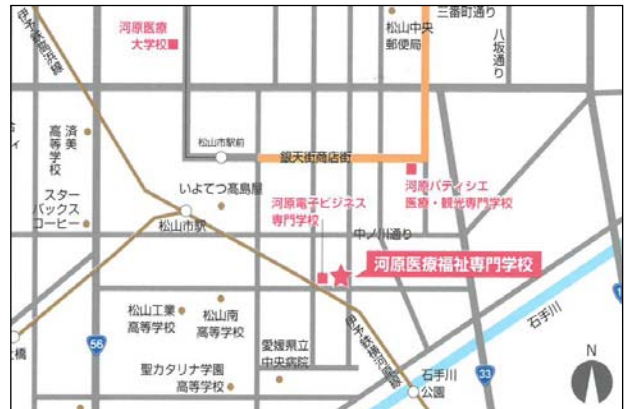 三番町通り
伊予鉄高浜線
河原医療
大学校
松山中央
郵便局
八坂通り
済美
高等学校
松山市駅前
銀天街商店街
スター
バックス
コーヒー
いよてつ高島屋
河原電子ビジネス
専門学校
河原パティシエ
医療・観光専門学校
松山市駅
中ノ川通り
河原医療福祉専門学校
松山工業
高等学校
松山南
高等学校
伊予鉄横河原線
石手川
56
愛媛県立
中央病院
聖カタリナ学園
高等学校
石手川
公園
33
N